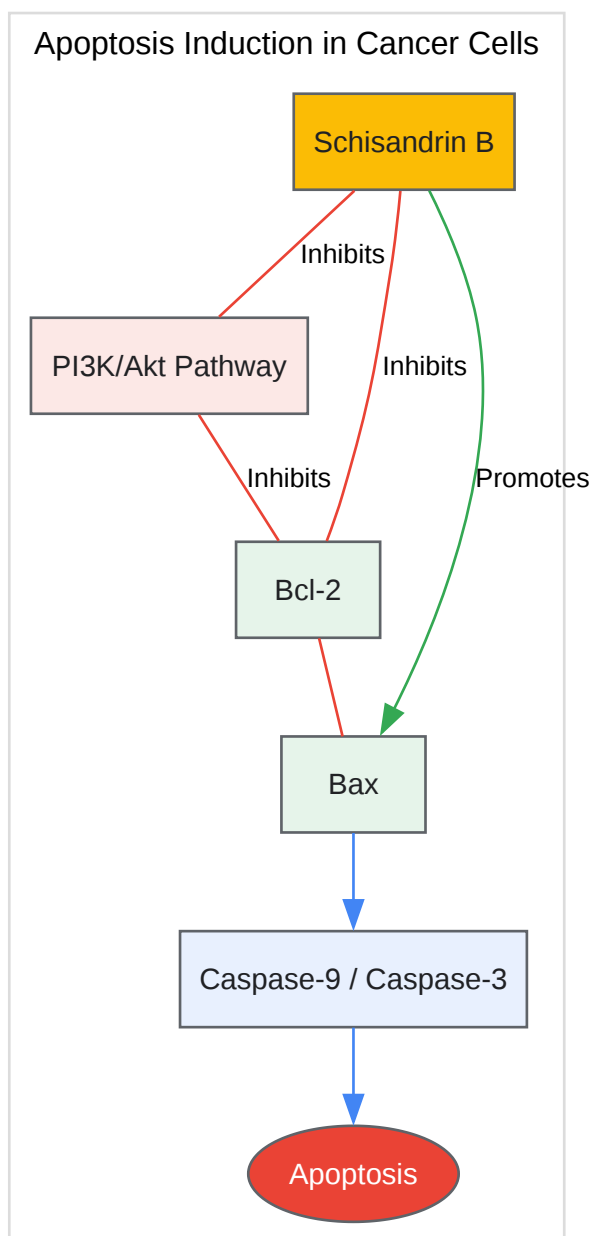 Apoptosis Induction in Cancer Cells
Schisandrin B
Inhibits
PI3K/Akt Pathway
Inhibits
Inhibits
Promotes
Bcl-2
Bax
Caspase-9 / Caspase-3
Apoptosis